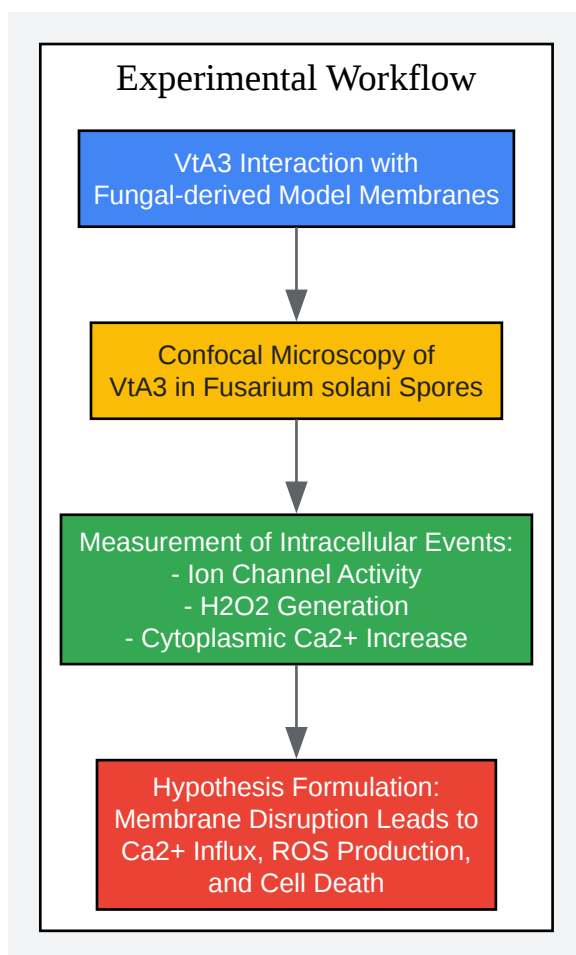 Experimental Workflow
VtA3 Interaction with
Fungal-derived Model Membranes
Confocal Microscopy of
VtA3 in Fusarium solani Spores
Measurement of Intracellular Events:
- Ion Channel Activity
- H2O2 Generation
- Cytoplasmic Ca2+ Increase
Hypothesis Formulation:
Membrane Disruption Leads to
Ca2+ Influx, ROS Production,
and Cell Death